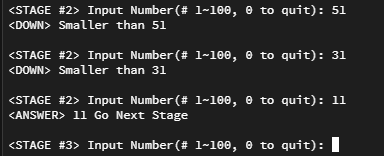 <STAGE #2> Input Number(# 1~100, 0 to quit): 51
<DOWN> Smaller than 51
<STAGE #2> Input Number(# 1~100, 0 to quit): 31
<DOWN> Smaller than 31
<STAGE #2> Input Number(# 1~100, 0 to quit): 11
<ANSWER> 11 Go Next Stage
<STAGE #3> Input Number(# 1~100, 0 to quit):